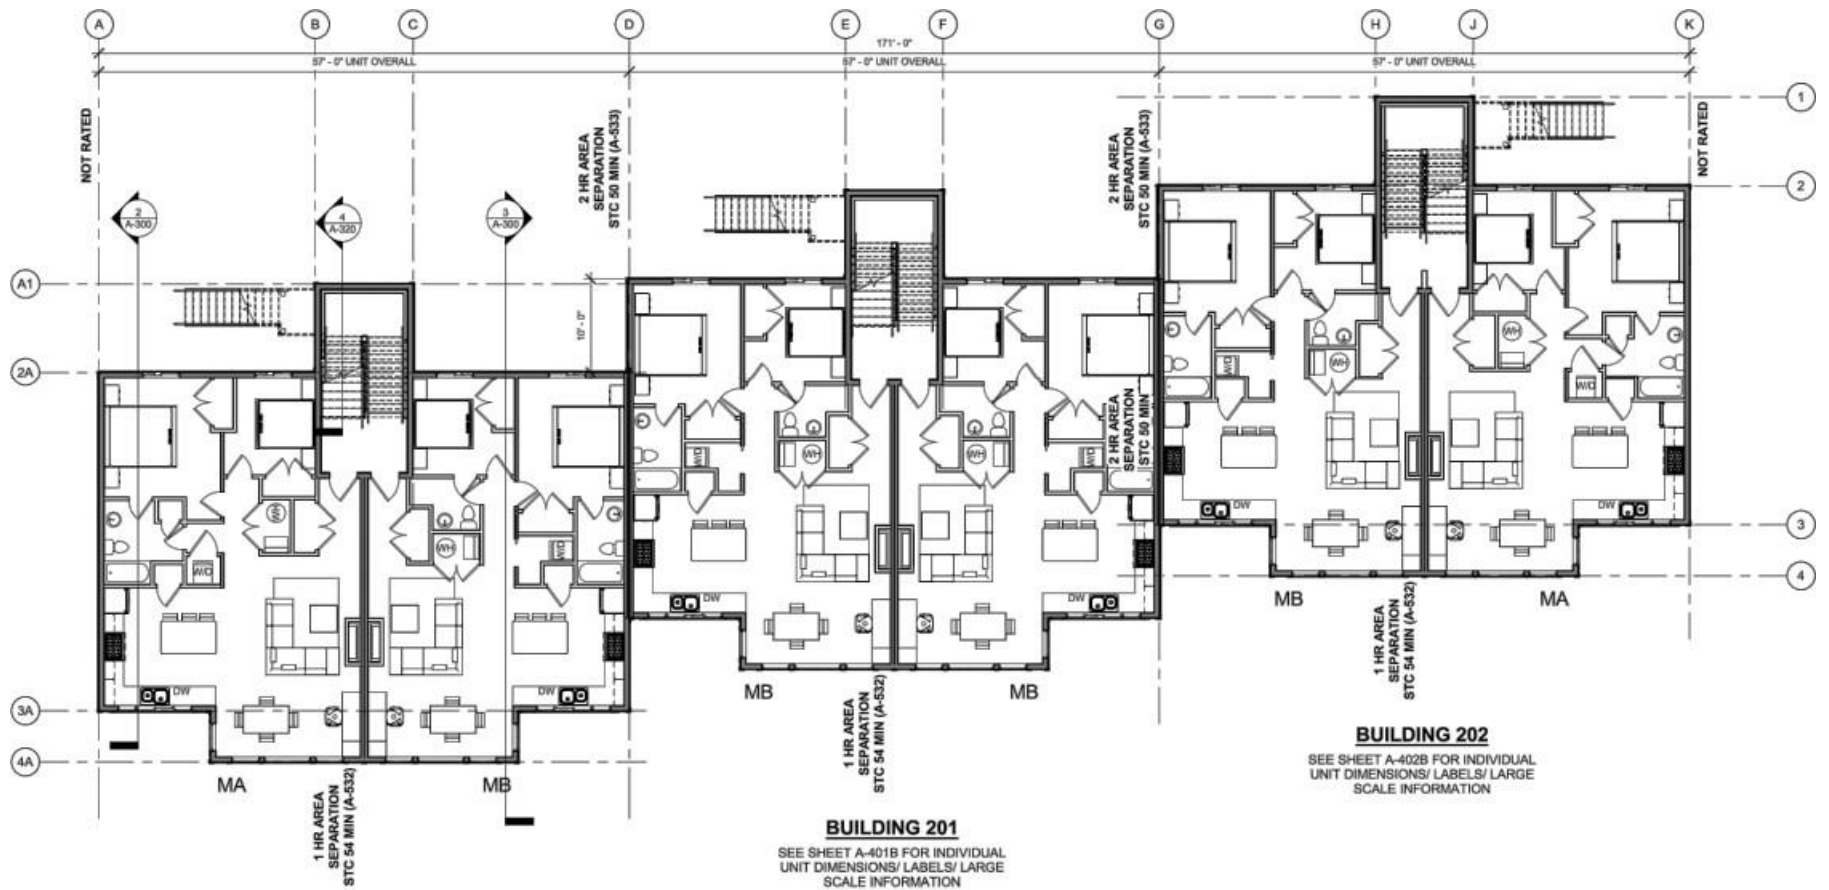 A B C D E F G H J K
171' - 0"
57' - 0" UNIT OVERALL
57' - 0" UNIT OVERALL
57' - 0" UNIT OVERALL
1
NOT RATED
2 HR AREA
SEPARATION
STC 50 MIN (A-533)
2 HR AREA
SEPARATION
STC 50 MIN (A-533)
NOT RATED
2
2
A-300
4
A-320
3
A-300
A1
10' - 0"
2A
2 HR AREA
SEPARATION
STC 50 MIN
WH
WH
W/D
W/D
DW
DW
3
4
W/D
WH
WH
W/D
DW
DW
WH
WH
W/D
W/D
DW
DW
3A
4A
MB
MA
1 HR AREA
SEPARATION
STC 54 MIN (A-532)
MB
MB
1 HR AREA
SEPARATION
STC 54 MIN (A-532)
MA
MB
1 HR AREA
SEPARATION
STC 54 MIN (A-532)
BUILDING 202
SEE SHEET A-402B FOR INDIVIDUAL
UNIT DIMENSIONS/ LABELS/ LARGE
SCALE INFORMATION
BUILDING 201
SEE SHEET A-401B FOR INDIVIDUAL
UNIT DIMENSIONS/ LABELS/ LARGE
SCALE INFORMATION